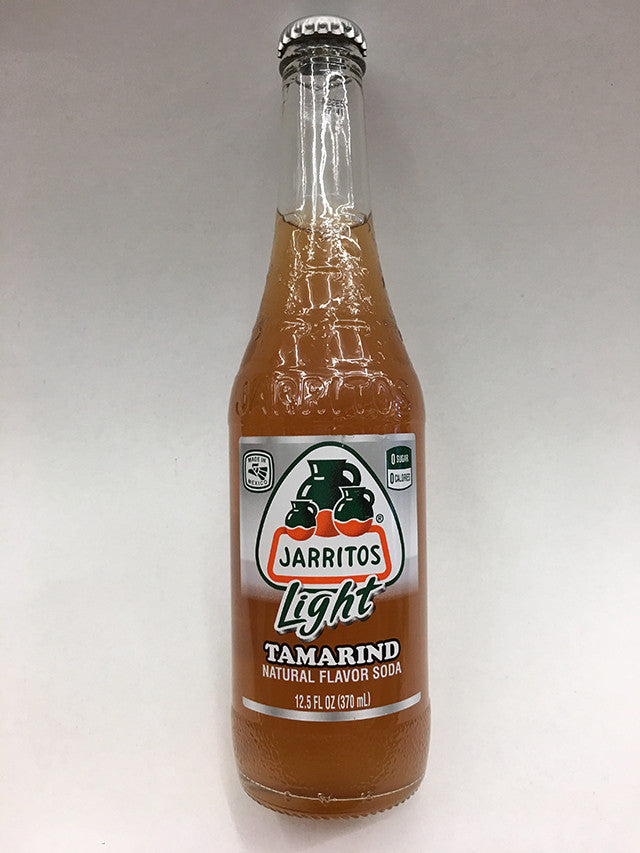 JARRITOS
MADE IN
MEXICO
0 SUGAR
0 CALORIES
JARRITOS®
Light
TAMARIND
NATURAL FLAVOR SODA
12.5 FL OZ (370 mL)